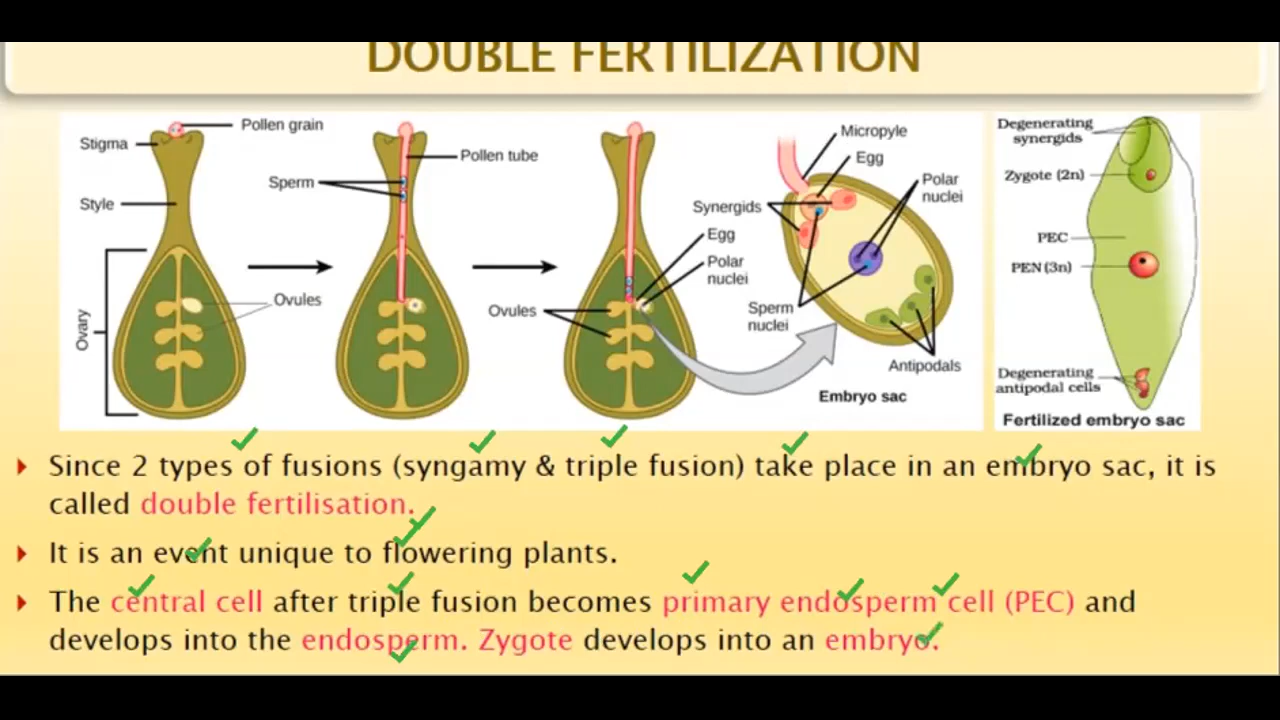 DOUBLE FERTILIZATION
Pollen grain
Stigma
Style
Ovary
Ovules
Sperm
Pollen tube
Ovules
Egg
Polar
nuclei
Micropyle
Egg
Polar
nuclei
Synergids
Sperm
nuclei
Antipodals
Embryo sac
Degenerating
synergids
Zygote (2n)
PEC
PEN (3n)
Degenerating
antipodal cells
Fertilized embryo sac
Since 2 types of fusions (syngamy & triple fusion) take place in an embryo sac, it is
called double fertilisation.
It is an event unique to flowering plants.
The central cell after triple fusion becomes primary endosperm cell (PEC) and
develops into the endosperm. Zygote develops into an embryo.